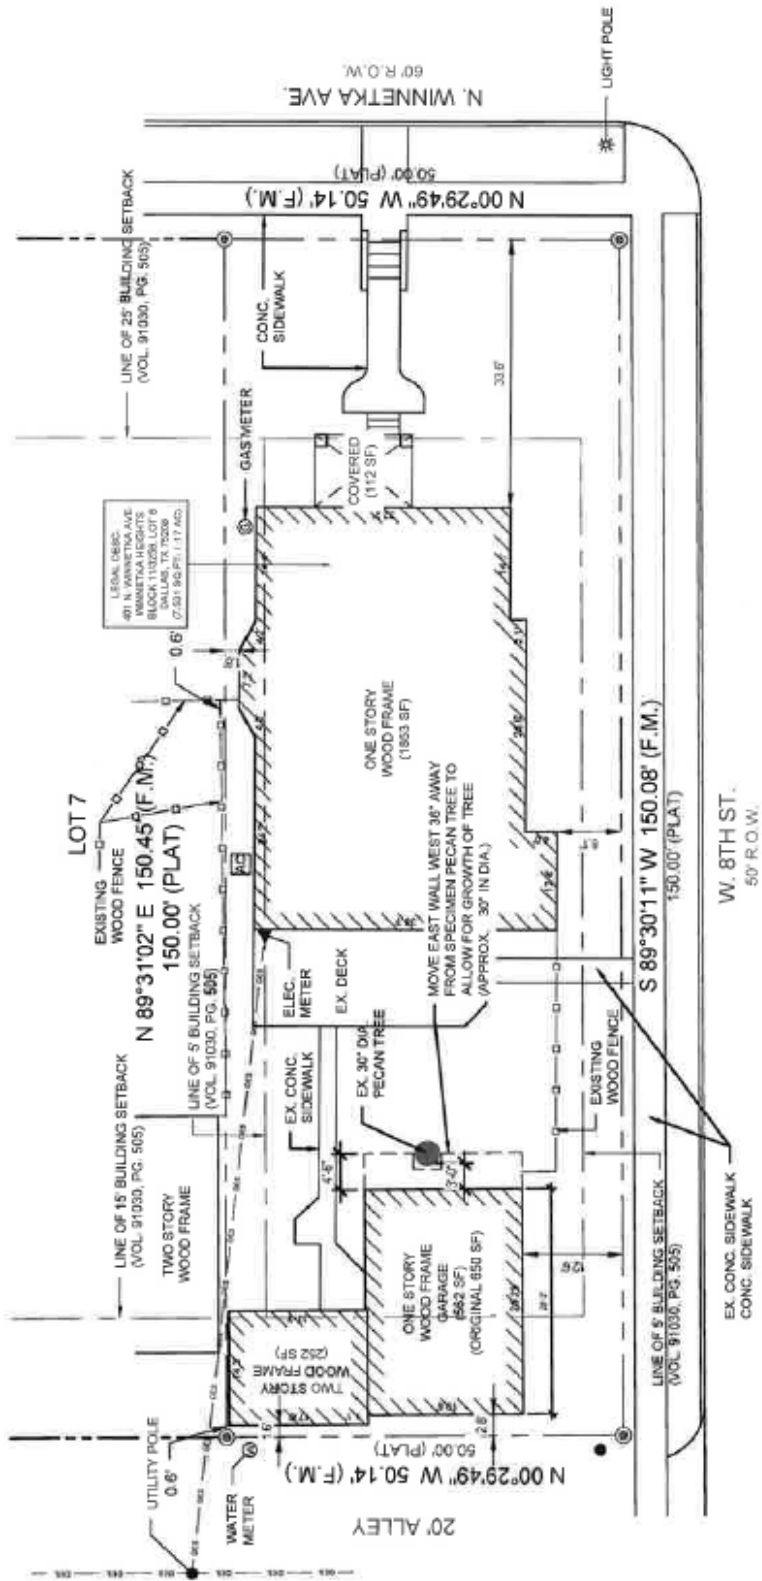 LIGHT POLE
N. WINNETKA AVE.
60' R.O.W.
50.00' (PLAT)
N 00°29'49" W 50.14' (F.M.)
LINE OF 25' BUILDING SETBACK
(VOL. 91030, PG. 505)
CONC.
SIDEWALK
33.6'
GAS METER
COVERED
(112 SF)
LEGAL DESC.
401 N. WINNETKA AVE.
WINNETKA HEIGHTS
DALLAS, TX 75208
0.6'
LOT 7
EXISTING
WOOD FENCE
N 89°31'02" E 150.45' (F.M.)
150.00' (PLAT)
AC
ONE STORY
WOOD FRAME
MOVE EAST WALL WEST 36" AWAY
FROM SPECIMEN PECAN TREE TO
ALLOW FOR GROWTH OF TREE
(APPROX. 30" IN DIA.)
S 89°30'11" W 150.08' (F.M.)
150.00' (PLAT)
W. 8TH ST.
50' R.O.W.
LINE OF 5' BUILDING SETBACK
(VOL. 91030, PG. 505)
ELEC.
METER
EX. DECK
EX. CONC.
SIDEWALK
EX. 30" DIA
PECAN TREE
EXISTING
WOOD FENCE
LINE OF 15' BUILDING SETBACK
(VOL. 91030, PG. 505)
TWO STORY
WOOD FRAME
4'-6"
3'-0"
ONE STORY
WOOD FRAME
GARAGE
(562 SF)
(ORIGINAL 650 SF)
TWO STORY
WOOD FRAME
(252 SF)
LINE OF 5' BUILDING SETBACK
(VOL. 91030, PG. 505)
EX. CONC. SIDEWALK
CONC. SIDEWALK
UTILITY POLE
0.6'
1.6'
2.8'
WATER
METER
50.00' (PLAT)
N 00°29'49" W 50.14' (F.M.)
20' ALLEY